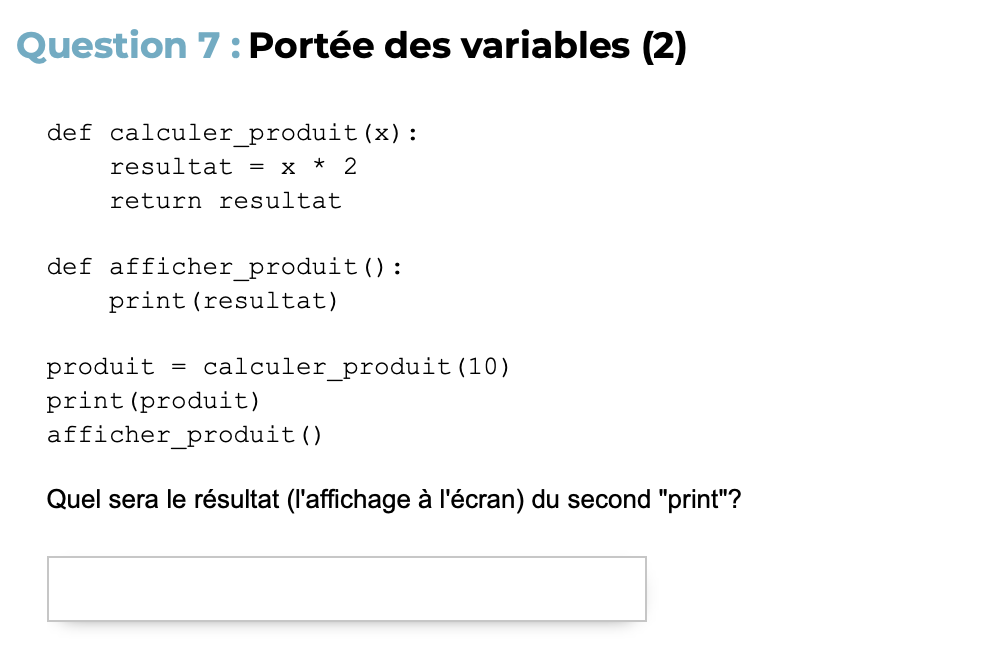 Question 7 : Portée des variables (2)
def calculer_produit(x):
    resultat = x * 2
    return resultat
def afficher_produit():
    print(resultat)
produit = calculer_produit(10)
print(produit)
afficher_produit()
Quel sera le résultat (l'affichage à l'écran) du second "print"?